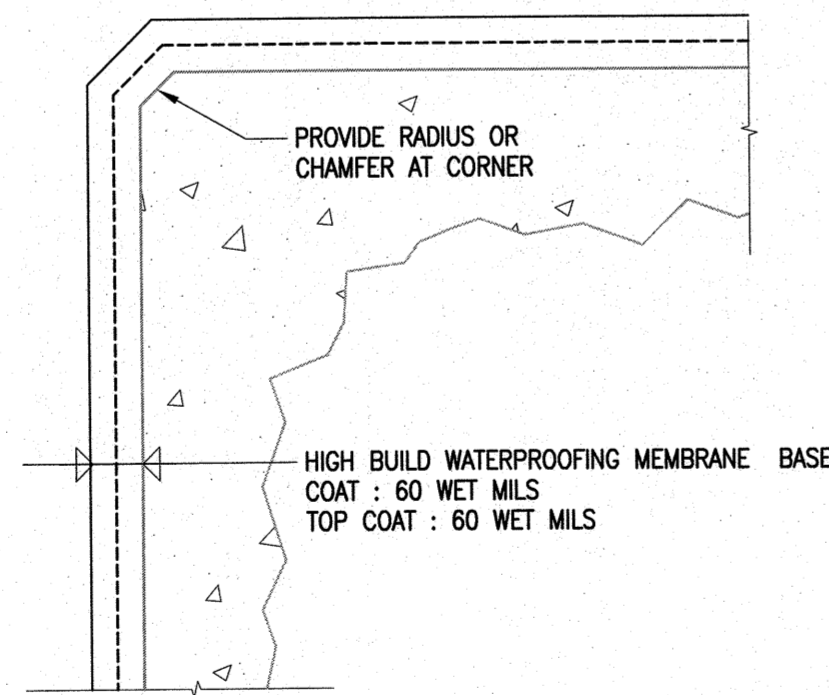 PROVIDE RADIUS OR
CHAMFER AT CORNER
HIGH BUILD WATERPROOFING MEMBRANE BASE
COAT : 60 WET MILS
TOP COAT : 60 WET MILS